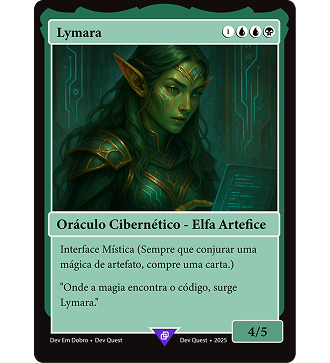 Lymara
1
Oráculo Cibernético - Elfa Artefice
Interface Mística (Sempre que conjurar uma
mágica de artefato, compre uma carta.)
"Onde a magia encontra o código, surge
Lymara."
4/5
Dev Em Dobro • Dev Quest
Dev Quest • 2025